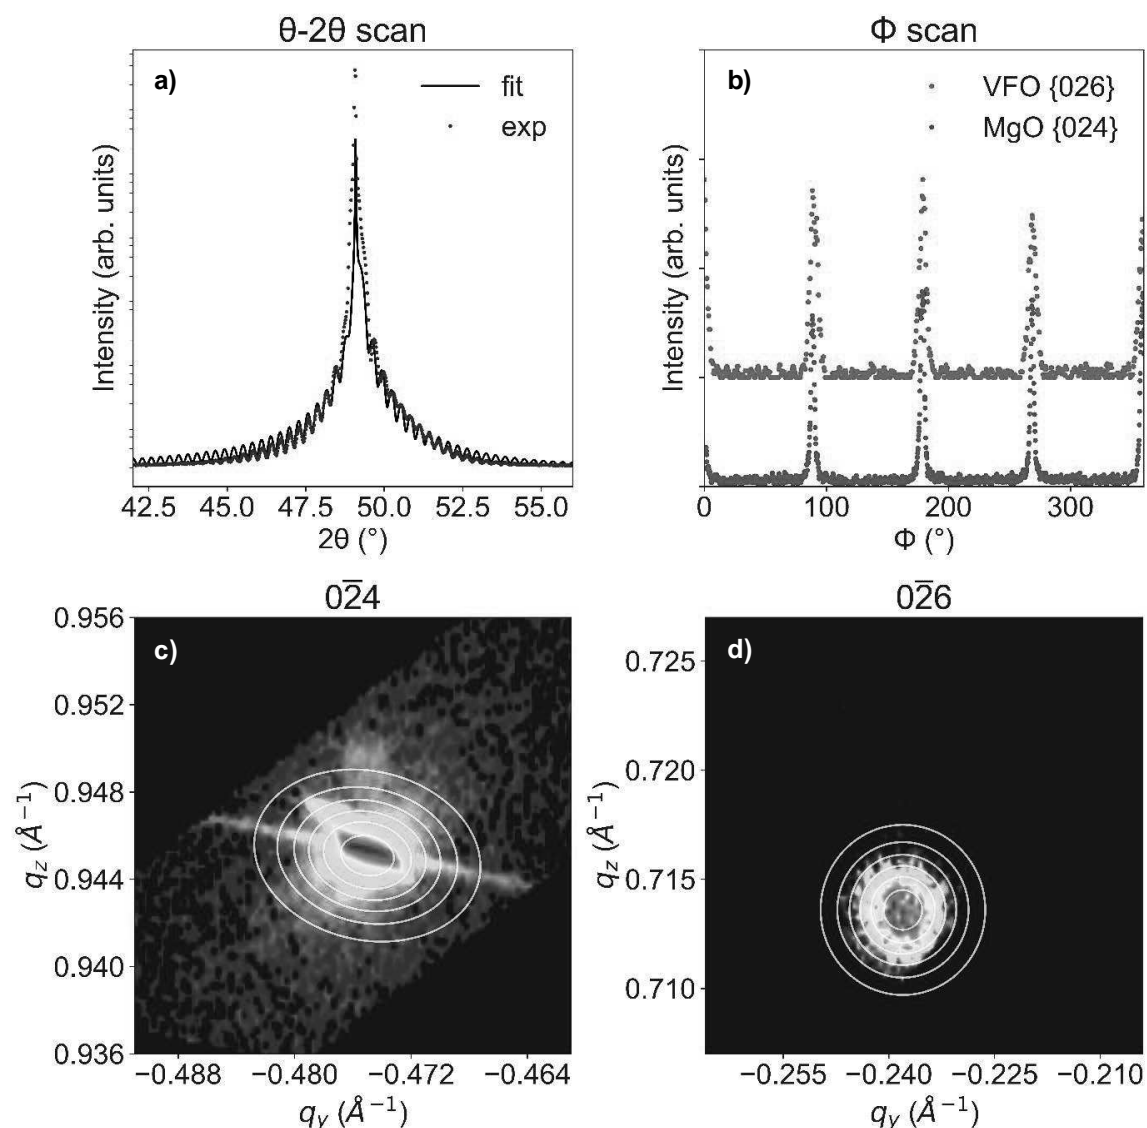 θ-2θ scan
a)
fit
exp
Intensity (arb. units)
42.5 45.0 47.5 50.0 52.5 55.0
2θ (°)
Φ scan
b)
VFO {026}
MgO {024}
Intensity (arb. units)
0 100 200 300
Φ (°)
02̅4
c)
0.956
0.952
0.948
0.944
0.940
0.936
q_z (Å⁻¹)
−0.488 −0.480 −0.472 −0.464
q_y (Å⁻¹)
02̅6
d)
0.725
0.720
0.715
0.710
q_z (Å⁻¹)
−0.255 −0.240 −0.225 −0.210
q_y (Å⁻¹)